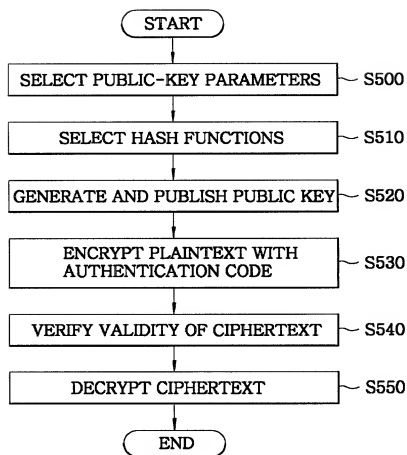 START
SELECT PUBLIC-KEY PARAMETERS
S500
SELECT HASH FUNCTIONS
S510
GENERATE AND PUBLISH PUBLIC KEY
S520
ENCRYPT PLAINTEXT WITH
AUTHENTICATION CODE
S530
VERIFY VALIDITY OF CIPHERTEXT
S540
DECRYPT CIPHERTEXT
S550
END